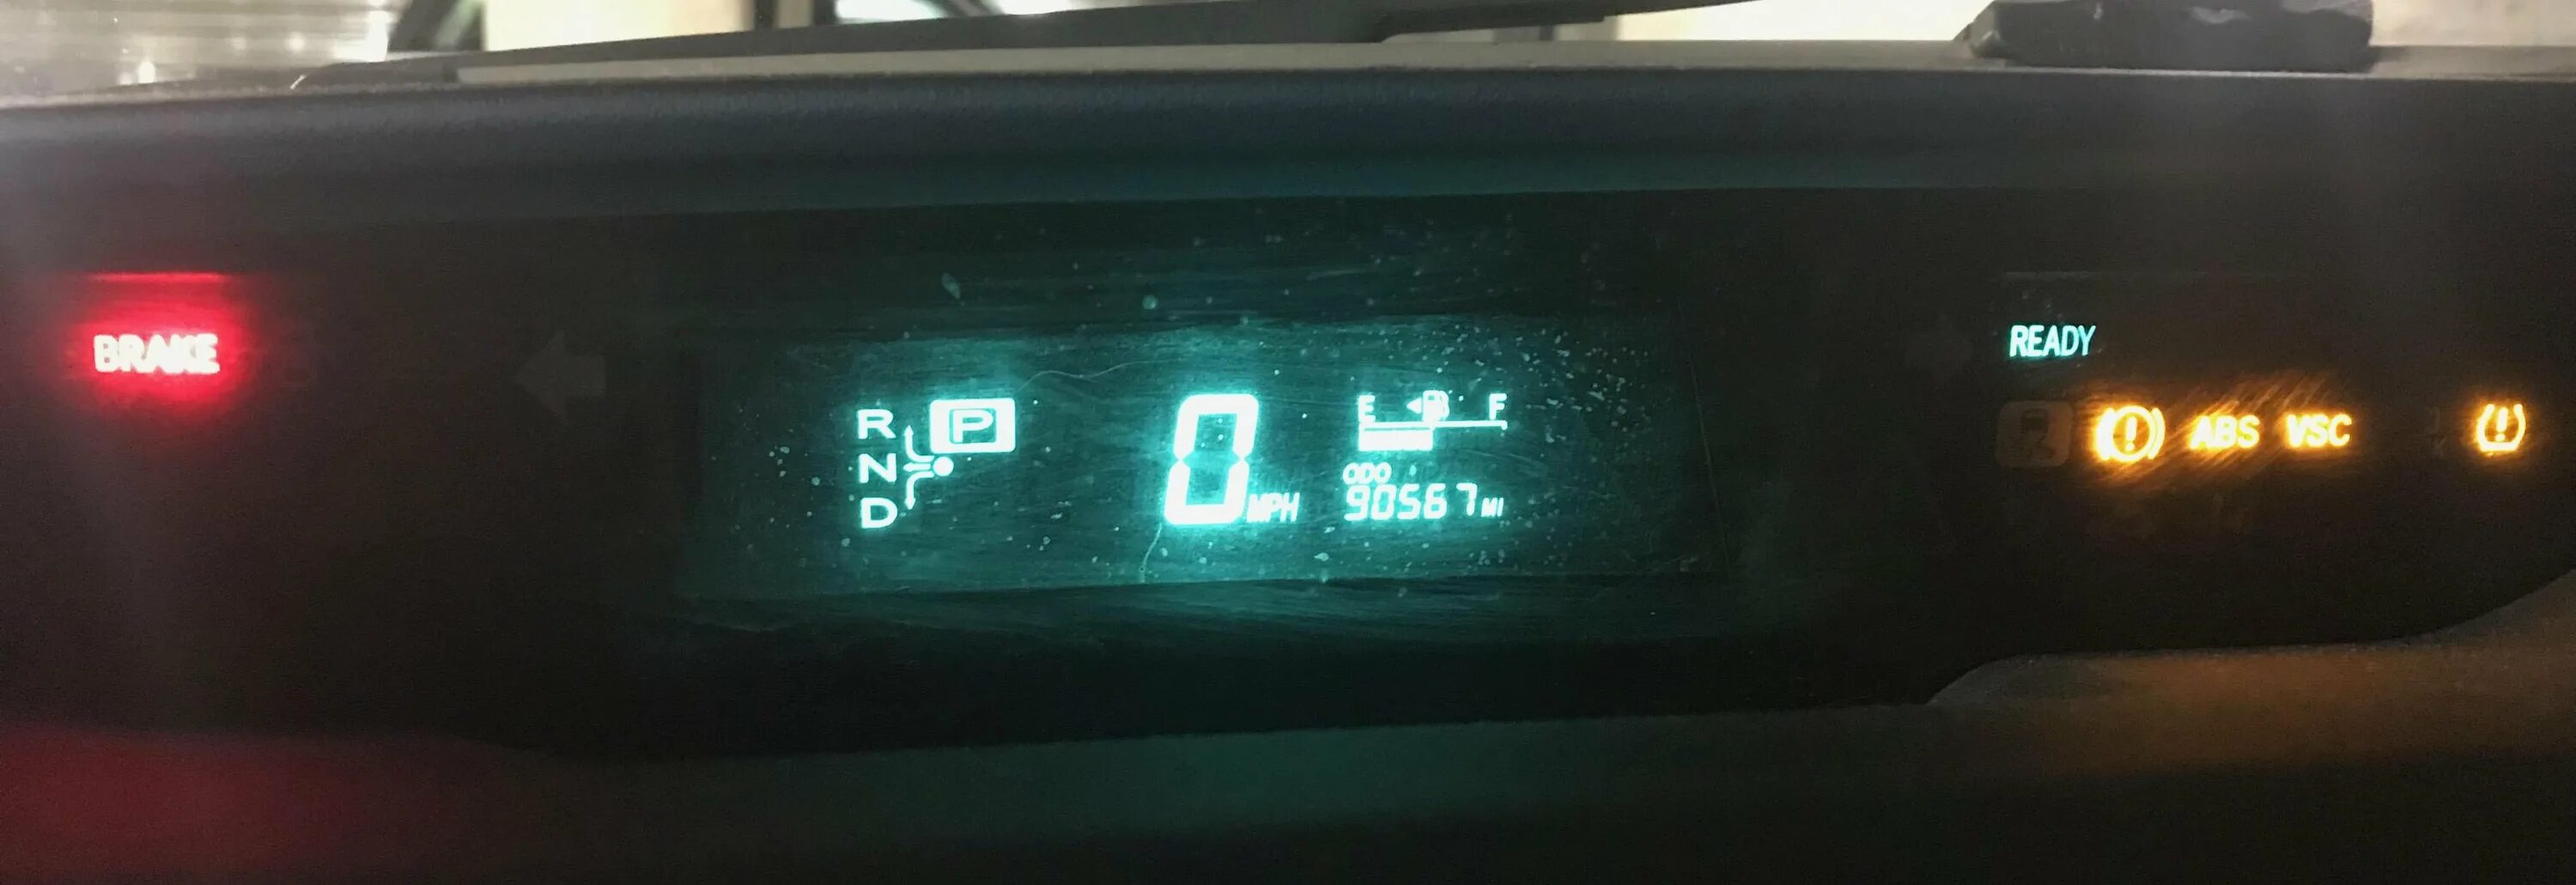 BRAKE
R P
N
D
0 MPH
E F
ODO
90567 MI
READY
(!) ABS VSC (!)